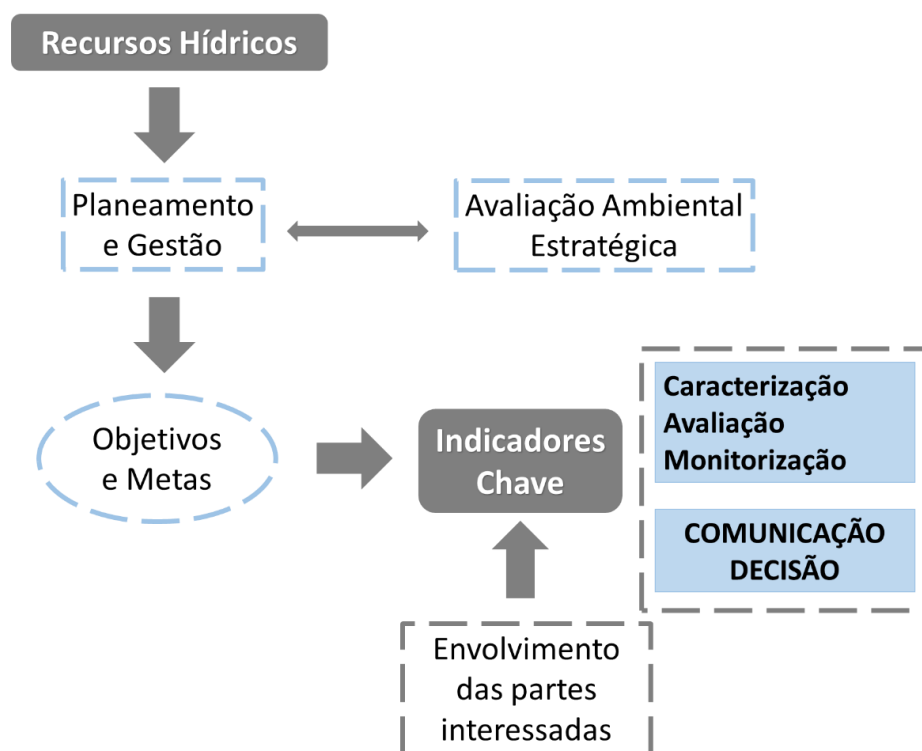 Recursos Hídricos
Planeamento
e Gestão
Avaliação Ambiental
Estratégica
Objetivos
e Metas
Indicadores
Chave
Caracterização
Avaliação
Monitorização
COMUNICAÇÃO
DECISÃO
Envolvimento
das partes
interessadas